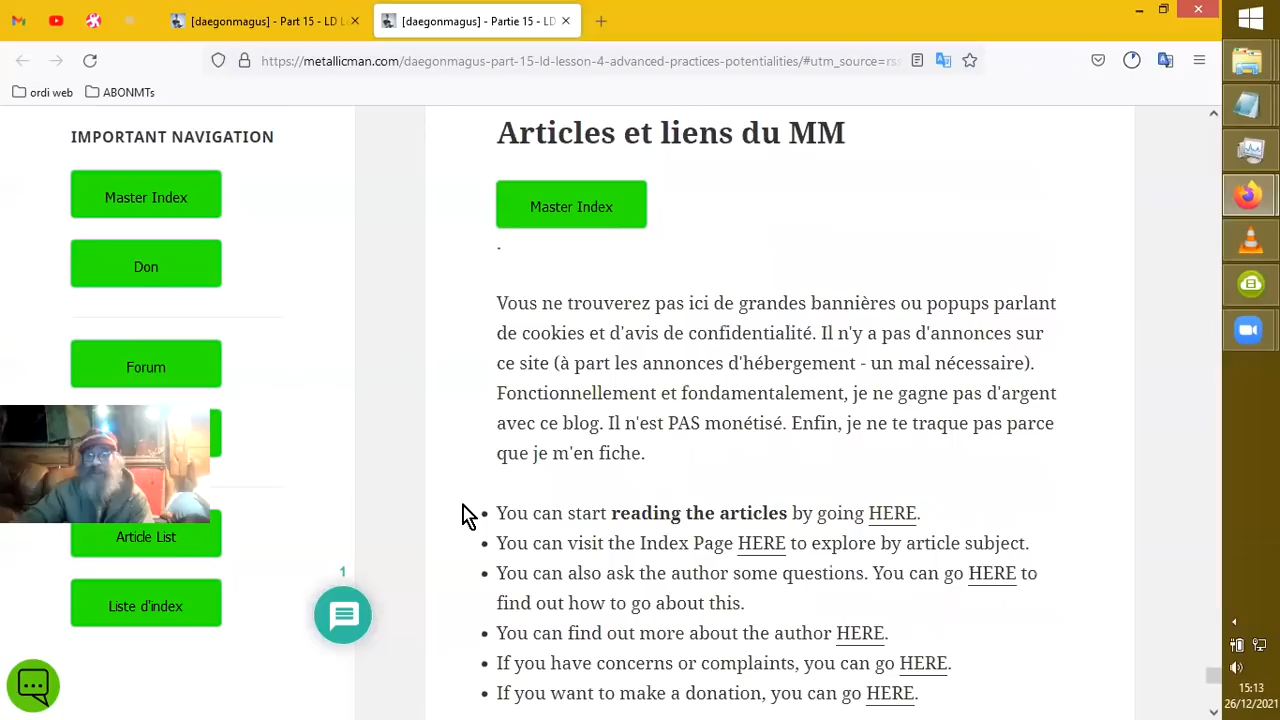 [daegonmagus] - Part 15 - LD L
[daegonmagus] - Partie 15 - LD
https://metallicman.com/daegonmagus-part-15-ld-lesson-4-advanced-practices-potentialities/#utm_source=rs
ordi web
ABONMTs
IMPORTANT NAVIGATION
Master Index
Don
Forum
Article List
Liste d'index
1
Articles et liens du MM
Master Index
.
Vous ne trouverez pas ici de grandes bannières ou popups parlant
de cookies et d'avis de confidentialité. Il n'y a pas d'annonces sur
ce site (à part les annonces d'hébergement - un mal nécessaire).
Fonctionnellement et fondamentalement, je ne gagne pas d'argent
avec ce blog. Il n'est PAS monétisé. Enfin, je ne te traque pas parce
que je m'en fiche.
• You can start reading the articles by going HERE.
• You can visit the Index Page HERE to explore by article subject.
• You can also ask the author some questions. You can go HERE to
find out how to go about this.
• You can find out more about the author HERE.
• If you have concerns or complaints, you can go HERE.
• If you want to make a donation, you can go HERE.
15:13
26/12/2021